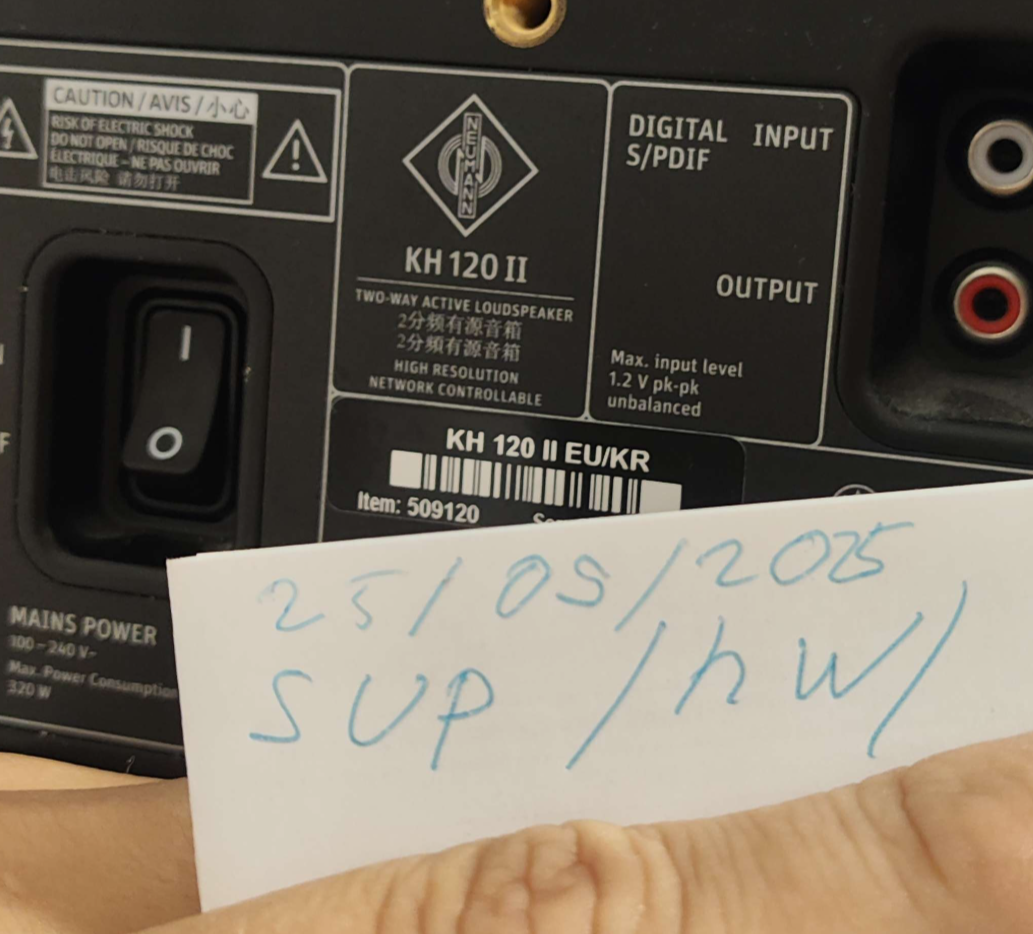 CAUTION / AVIS / 小心
RISK OF ELECTRIC SHOCK
DO NOT OPEN / RISQUE DE CHOC
ÉLECTRIQUE – NE PAS OUVRIR
电击风险 请勿打开
NEUMANN
KH 120 II
TWO-WAY ACTIVE LOUDSPEAKER
2分频有源音箱
2分頻有源音箱
HIGH RESOLUTION
NETWORK CONTROLLABLE
DIGITAL INPUT
S/PDIF
OUTPUT
Max. input level
1.2 V pk-pk
unbalanced
I
O
KH 120 II EU/KR
Item: 509120
MAINS POWER
100–240 V~
Max. Power Consumption
320 W
25/09/2025
SUP /hW/